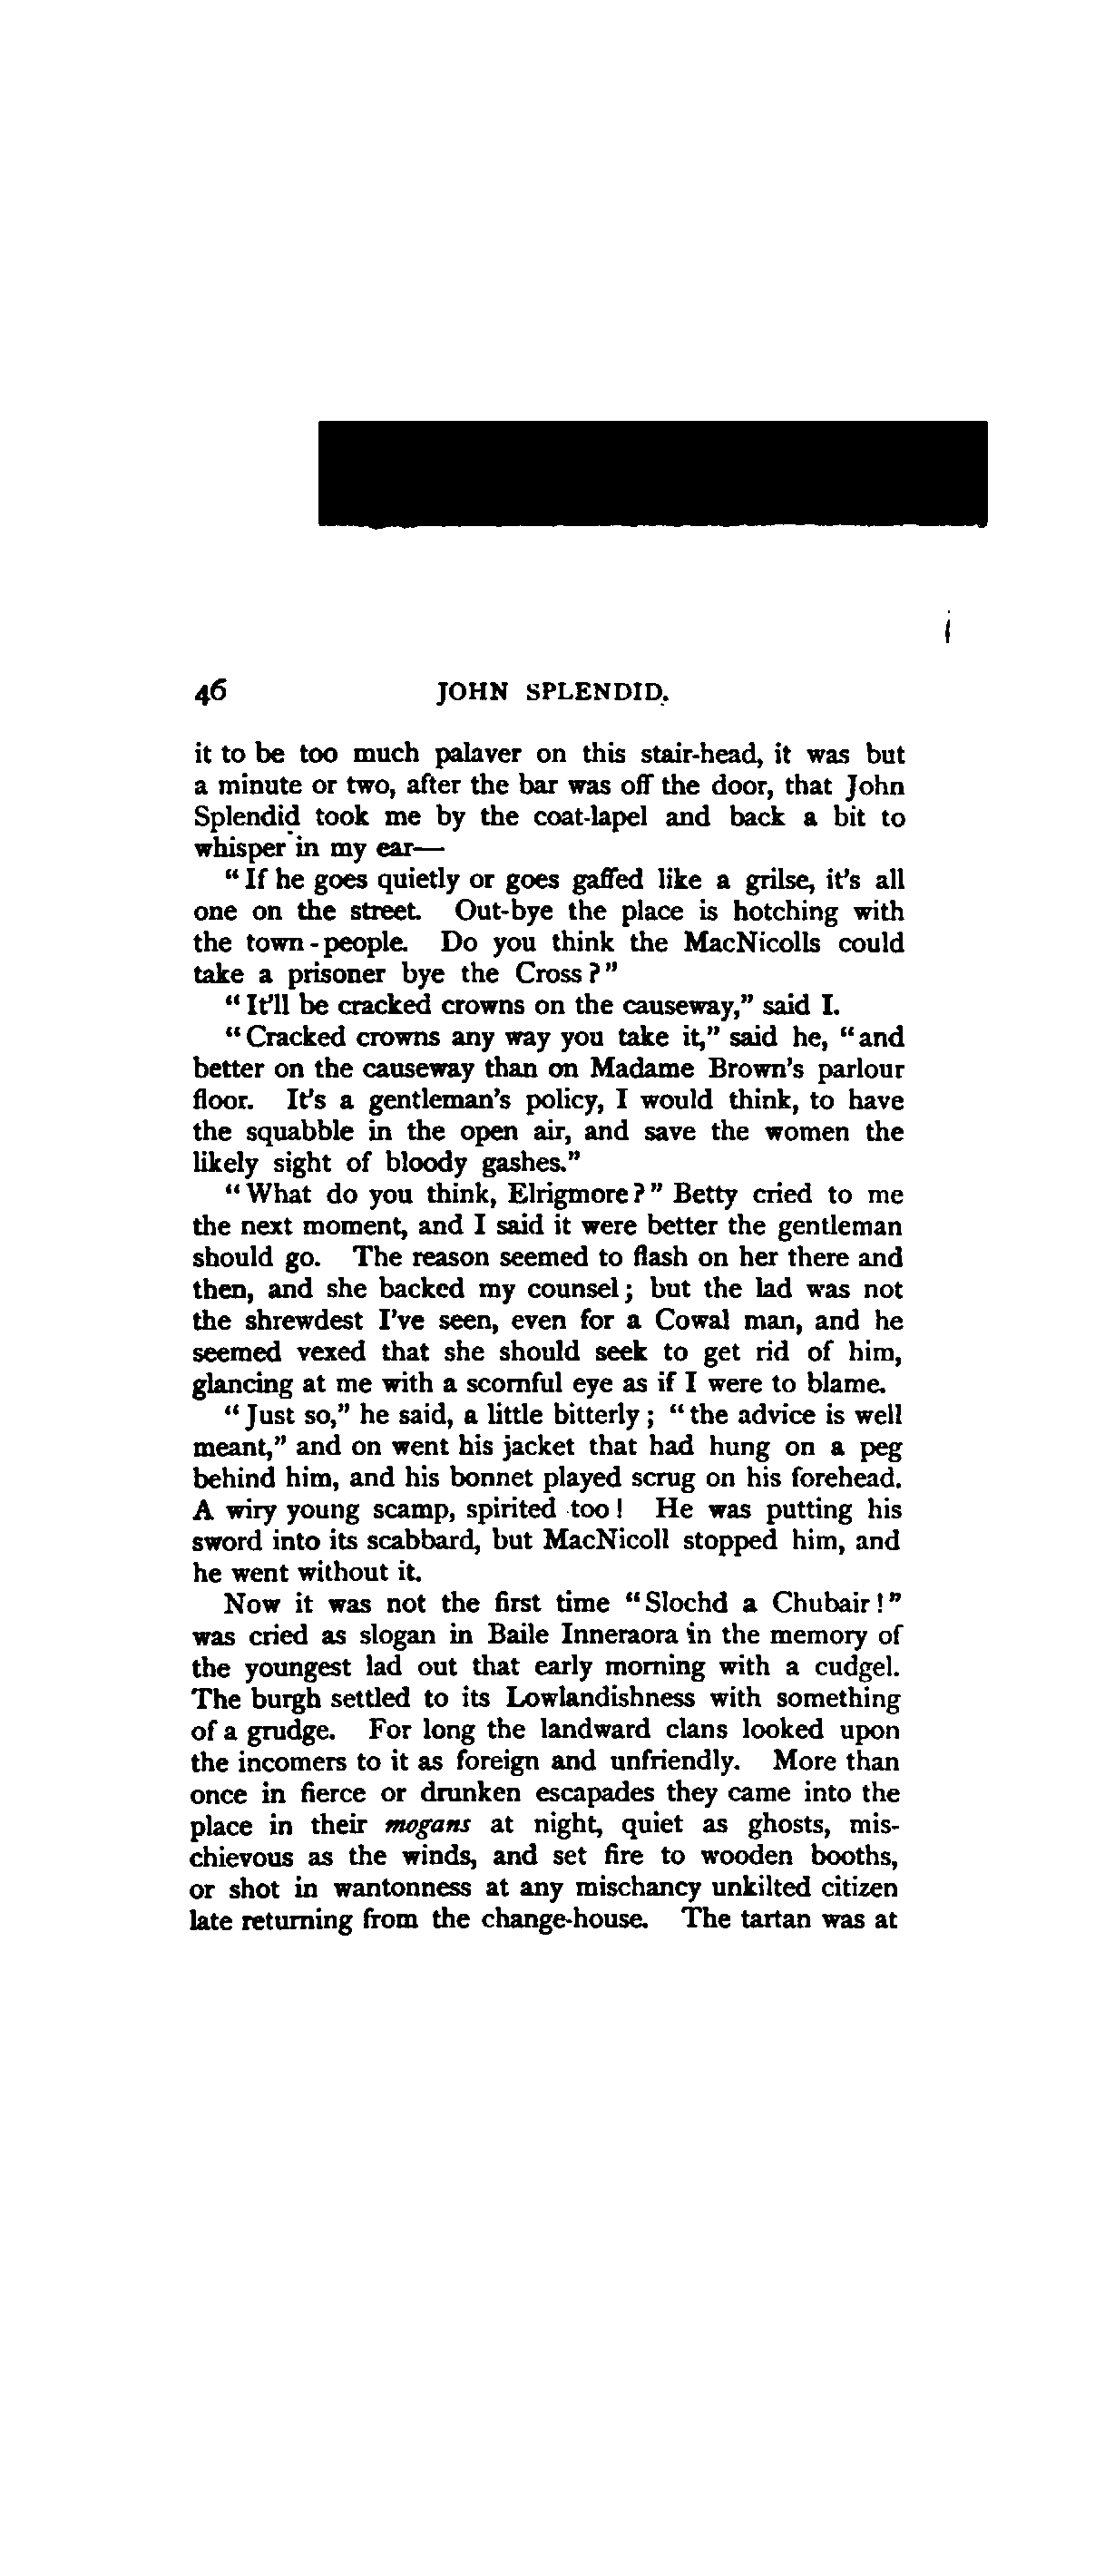 46 JOHN SPLENDID.
it to be too much palaver on this stair-head, it was but
a minute or two, after the bar was off the door, that John
Splendid took me by the coat-lapel and back a bit to
whisper in my ear—
“If he goes quietly or goes gaffed like a grilse, it's all
one on the street. Out-bye the place is hotching with
the town-people. Do you think the MacNicolls could
take a prisoner bye the Cross?”
“It'll be cracked crowns on the causeway,” said I.
“Cracked crowns any way you take it,” said he, “and
better on the causeway than on Madame Brown's parlour
floor. It's a gentleman's policy, I would think, to have
the squabble in the open air, and save the women the
likely sight of bloody gashes.”
“What do you think, Elrigmore?” Betty cried to me
the next moment, and I said it were better the gentleman
should go. The reason seemed to flash on her there and
then, and she backed my counsel; but the lad was not
the shrewdest I've seen, even for a Cowal man, and he
seemed vexed that she should seek to get rid of him,
glancing at me with a scornful eye as if I were to blame.
“Just so,” he said, a little bitterly; “the advice is well
meant,” and on went his jacket that had hung on a peg
behind him, and his bonnet played scrug on his forehead.
A wiry young scamp, spirited too! He was putting his
sword into its scabbard, but MacNicoll stopped him, and
he went without it.
Now it was not the first time “Slochd a Chubair!”
was cried as slogan in Baile Inneraora in the memory of
the youngest lad out that early morning with a cudgel.
The burgh settled to its Lowlandishness with something
of a grudge. For long the landward clans looked upon
the incomers to it as foreign and unfriendly. More than
once in fierce or drunken escapades they came into the
place in their mogans at night, quiet as ghosts, mis-
chievous as the winds, and set fire to wooden booths,
or shot in wantonness at any mischancy unkilted citizen
late returning from the change-house. The tartan was at